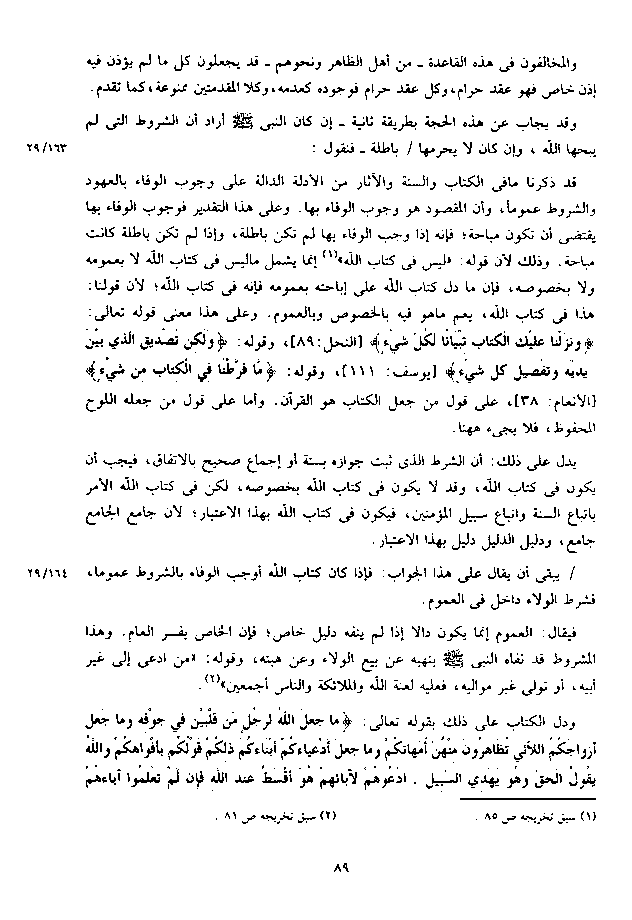 والمخالفون فى هذه القاعدة ـ من أهل الظاهر ونحوهم ـ قد يجعلون كل ما لم يؤذن فيه
إذن خاص فهو عقد حرام، وكل عقد حرام فوجوده كعدمه، وكلا المقدمتين ممنوعة، كما تقدم.
وقد يجاب عن هذه الحجة بطريقة ثانية ـ إن كان النبى ﷺ أراد أن الشروط التى لم
٢٩/١٦٣ يبحها الله ، وإن كان لا يحرمها / باطلة ـ فنقول :
قد ذكرنا مافى الكتاب والسنة والآثار من الأدلة الدالة على وجوب الوفاء بالعهود
والشروط عموماً، وأن المقصود هو وجوب الوفاء بها. وعلى هذا التقدير فوجوب الوفاء بها
يقتضى أن تكون مباحة؛ فإنه إذا وجب الوفاء بها لم تكن باطلة، وإذا لم تكن باطلة كانت
مباحة. وذلك لأن قوله: «ليس فى كتاب الله»(١) إنما يشمل ماليس فى كتاب الله لا بعمومه
ولا بخصوصه، فإن ما دل كتاب الله على إباحته بعمومه فإنه فى كتاب الله؛ لأن قولنا:
هذا فى كتاب الله، يعم ماهو فيه بالخصوص وبالعموم. وعلى هذا معنى قوله تعالى:
﴿وَنَزَّلْنَا عَلَيْكَ الْكِتَابَ تِبْيَانًا لِّكُلِّ شَيْءٍ﴾ [النحل: ٨٩]، وقوله: ﴿وَلَكِن تَصْدِيقَ الَّذِي بَيْنَ
يَدَيْهِ وَتَفْصِيلَ كُلِّ شَيْءٍ﴾ [يوسف: ١١١]، وقوله: ﴿مَّا فَرَّطْنَا فِي الْكِتَابِ مِن شَيْءٍ﴾
[الأنعام: ٣٨]، على قول من جعل الكتاب هو القرآن. وأما على قول من جعله اللوح
المحفوظ، فلا يجىء ههنا.
يدل على ذلك: أن الشرط الذى ثبت جوازه بسنة أو إجماع صحيح بالاتفاق، فيجب أن
يكون فى كتاب الله، وقد لا يكون فى كتاب الله بخصوصه، لكن فى كتاب الله الأمر
باتباع السنة واتباع سبيل المؤمنين، فيكون فى كتاب الله بهذا الاعتبار؛ لأن جامع الجامع
جامع، ودليل الدليل دليل بهذا الاعتبار.
٢٩/١٦٤ / يبقى أن يقال على هذا الجواب: فإذا كان كتاب الله أوجب الوفاء بالشروط عموما،
فشرط الولاء داخل فى العموم.
فيقال: العموم إنما يكون دالا إذا لم ينفه دليل خاص؛ فإن الخاص يفسر العام. وهذا
المشروط قد نفاه النبى ﷺ بنهيه عن بيع الولاء وعن هبته، وقوله: «من ادعى إلى غير
أبيه، أو تولى غير مواليه، فعليه لعنة الله والملائكة والناس أجمعين»(٢).
ودل الكتاب على ذلك بقوله تعالى: ﴿مَا جَعَلَ اللَّهُ لِرَجُلٍ مِّن قَلْبَيْنِ فِي جَوْفِهِ وَمَا جَعَلَ
أَزْوَاجَكُمُ اللَّائِي تُظَاهِرُونَ مِنْهُنَّ أُمَّهَاتِكُمْ وَمَا جَعَلَ أَدْعِيَاءَكُمْ أَبْنَاءَكُمْ ذَلِكُمْ قَوْلُكُم بِأَفْوَاهِكُمْ وَاللَّهُ
يَقُولُ الْحَقَّ وَهُوَ يَهْدِي السَّبِيلَ . ادْعُوهُمْ لِآبَائِهِمْ هُوَ أَقْسَطُ عِندَ اللَّهِ فَإِن لَّمْ تَعْلَمُوا آبَاءَهُمْ
(١) سبق تخريجه ص ٨٥ . (٢) سبق تخريجه ص ٨١ .
٨٩